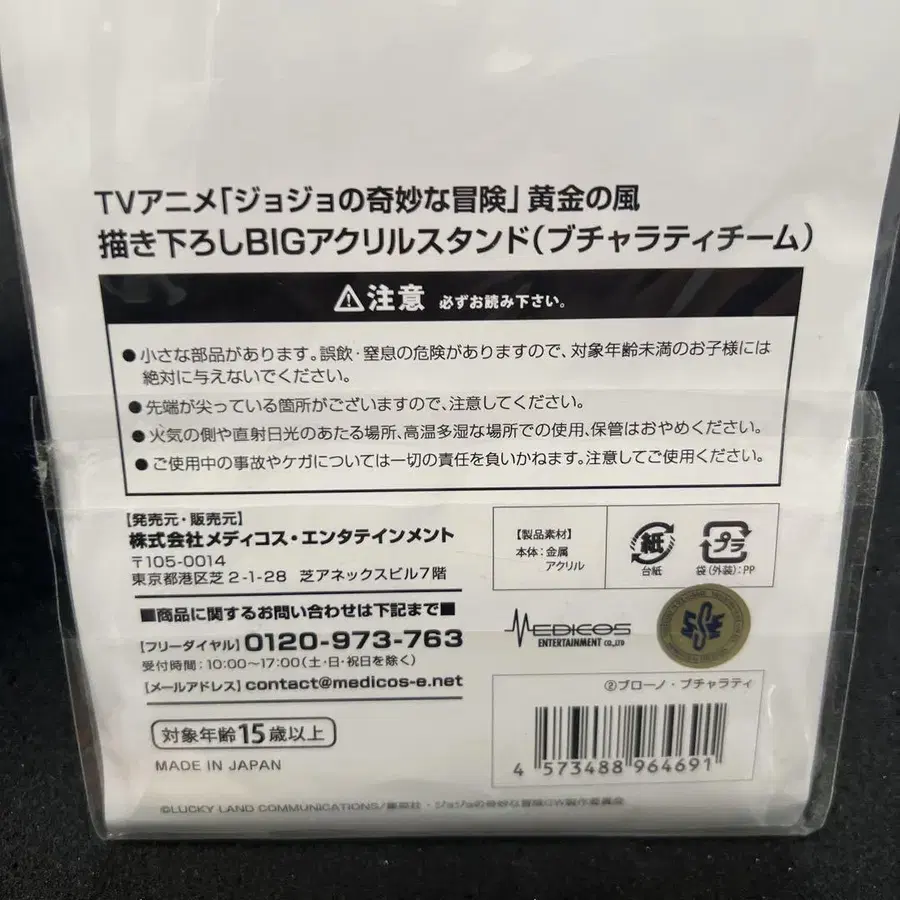 TVアニメ「ジョジョの奇妙な冒険」黄金の風
描き下ろしBIGアクリルスタンド(ブチャラティチーム)
注意 必ずお読み下さい。
●小さな部品があります。誤飲・窒息の危険がありますので、対象年齢未満のお子様には
絶対に与えないでください。
●先端が尖っている箇所がございますので、注意してください。
●火気の側や直射日光のあたる場所、高温多湿な場所での使用、保管はおやめください。
●ご使用中の事故やケガについては一切の責任を負いかねます。注意してご使用ください。
【発売元・販売元】
株式会社メディコス・エンタテインメント
〒105-0014
東京都港区芝2-1-28 芝アネックスビル7階
■商品に関するお問い合わせは下記まで■
【フリーダイヤル】0120-973-763
受付時間:10:00〜17:00(土・日・祝日を除く)
【メールアドレス】contact@medicos-e.net
対象年齢15歳以上
MADE IN JAPAN
【製品素材】
本体:金属
アクリル
紙
台紙
プラ
袋(外装):PP
MEDICOS
ENTERTAINMENT CO.,LTD
②ブローノ・ブチャラティ
4 573488 964691
©LUCKY LAND COMMUNICATIONS/集英社・ジョジョの奇妙な冒険GW製作委員会